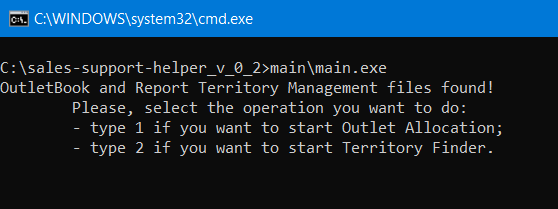 C:\WINDOWS\system32\cmd.exe
C:\sales-support-helper_v_0_2>main\main.exe
OutletBook and Report Territory Management files found!
Please, select the operation you want to do:
- type 1 if you want to start Outlet Allocation;
- type 2 if you want to start Territory Finder.